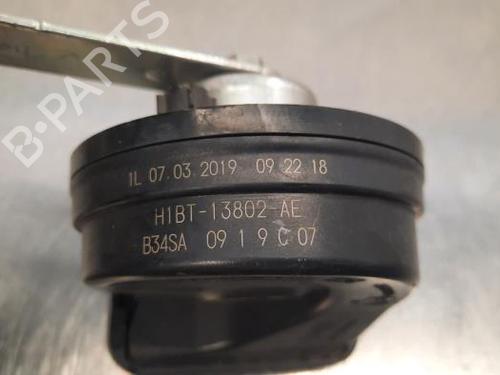 B-PARTS
1L 07.03.2019 09 22 18
H1BT-13802-AE
B34SA 09 1 9 C 07